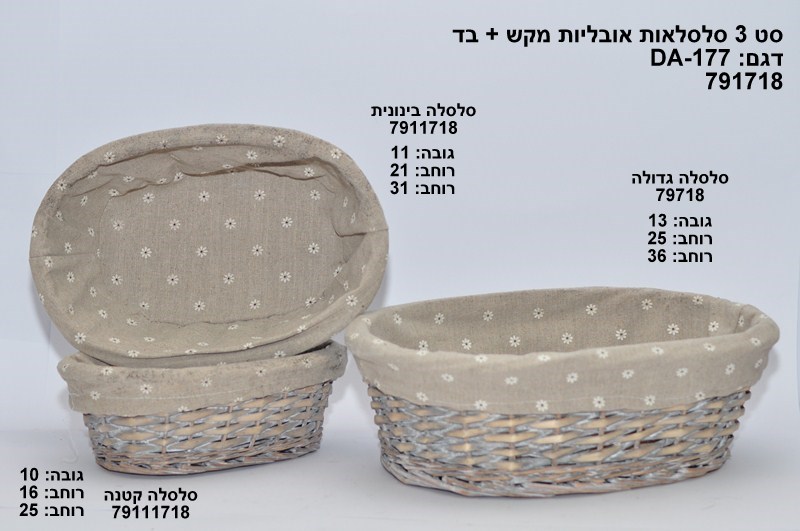 סט 3 סלסלאות אובליות מקש + בד
דגם: DA-177
791718
סלסלה בינונית
7911718
גובה: 11
רוחב: 21
רוחב: 31
סלסלה גדולה
79718
גובה: 13
רוחב: 25
רוחב: 36
גובה: 10
רוחב: 16
רוחב: 25
סלסלה קטנה
79111718